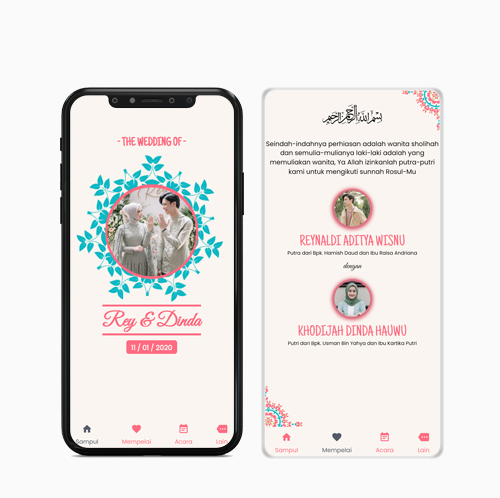 - THE WEDDING OF -
Rey & Dinda
11 / 01 / 2020
Sampul Mempelai Acara Lain
بسم الله الرحمن الرحيم
Seindah-indahnya perhiasan adalah wanita sholihah
dan semulia-mulianya laki-laki adalah yang
memuliakan wanita, Ya Allah izinkanlah putra-putri
kami untuk mengikuti sunnah Rosul-Mu
REYNALDI ADITYA WISNU
Putra dari Bpk. Hamish Daud dan Ibu Raisa Andriana
dengan
KHODIJAH DINDA HAUWU
Putri dari Bpk. Usman Bin Yahya dan Ibu Kartika Putri
Sampul Mempelai Acara Lain